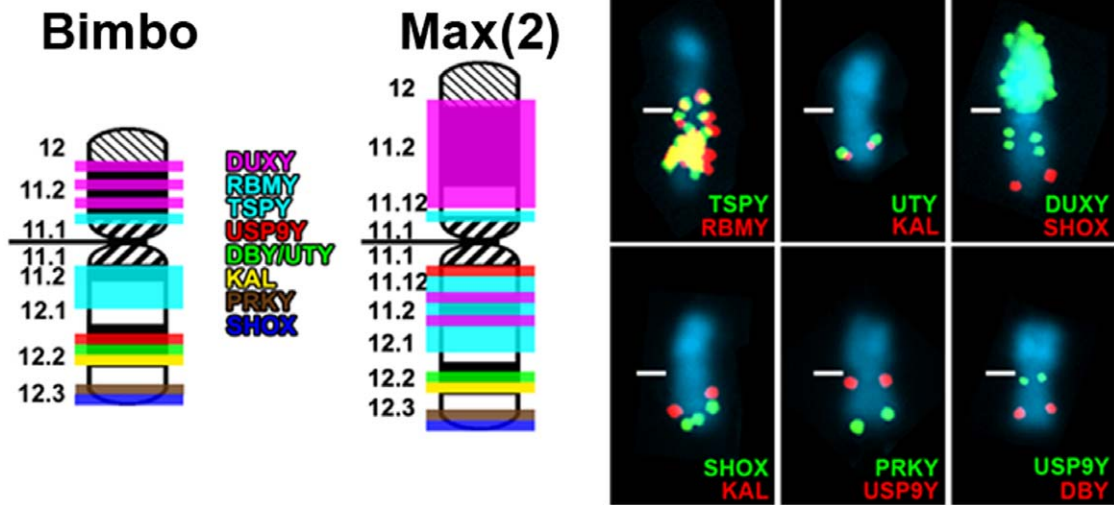 Bimbo
12
11.2
11.1
11.1
11.2
12.1
12.2
12.3
DUXY
RBMY
TSPY
USP9Y
DBY/UTY
KAL
PRKY
SHOX
Max(2)
12
11.2
11.12
11.1
11.1
11.12
11.2
12.1
12.2
12.3
TSPY
RBMY
UTY
KAL
DUXY
SHOX
SHOX
KAL
PRKY
USP9Y
USP9Y
DBY